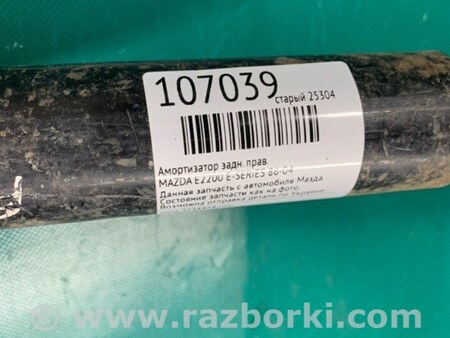 107039
старый 25304
Амортизатор задн. прав.
MAZDA E2200 E-SERIES 86-04
Данная запчасть с автомобиля Мазда
Состояние запчасти как на фото
Возможна отправка детали по Украине
www.razborki.com